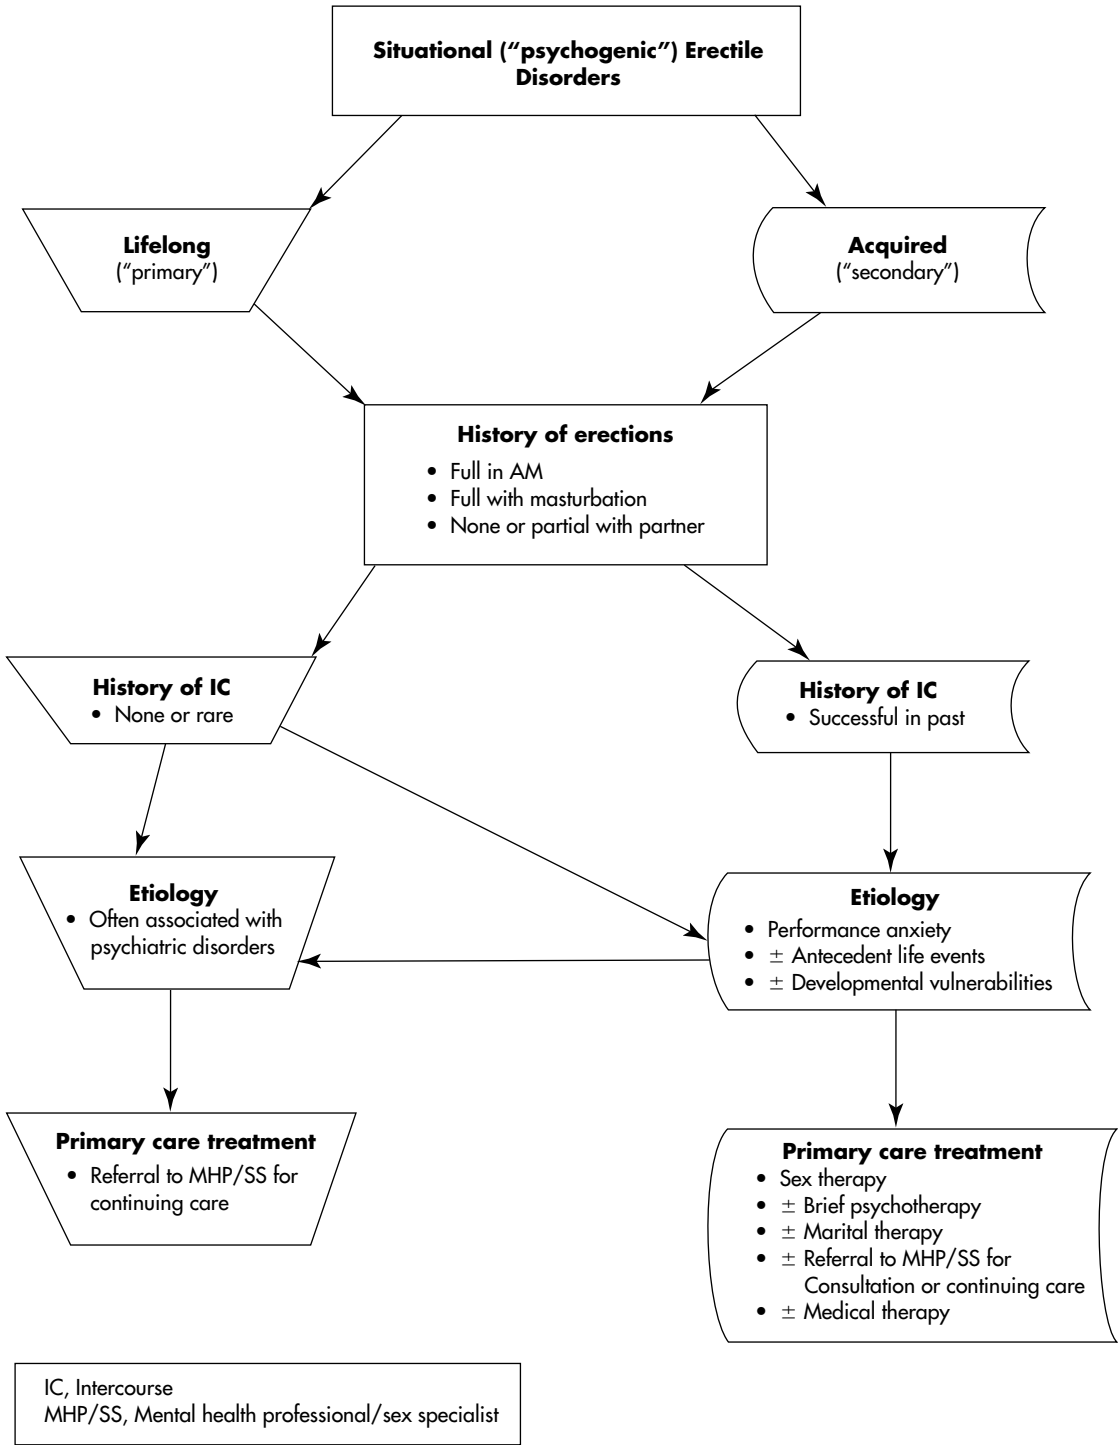 Situational (“psychogenic”) Erectile
Disorders
Lifelong
(“primary”)
Acquired
(“secondary”)
History of erections
• Full in AM
• Full with masturbation
• None or partial with partner
History of IC
• None or rare
History of IC
• Successful in past
Etiology
• Often associated with
psychiatric disorders
Etiology
• Performance anxiety
• ± Antecedent life events
• ± Developmental vulnerabilities
Primary care treatment
• Referral to MHP/SS for
continuing care
Primary care treatment
• Sex therapy
• ± Brief psychotherapy
• ± Marital therapy
• ± Referral to MHP/SS for
Consultation or continuing care
• ± Medical therapy
IC, Intercourse
MHP/SS, Mental health professional/sex specialist